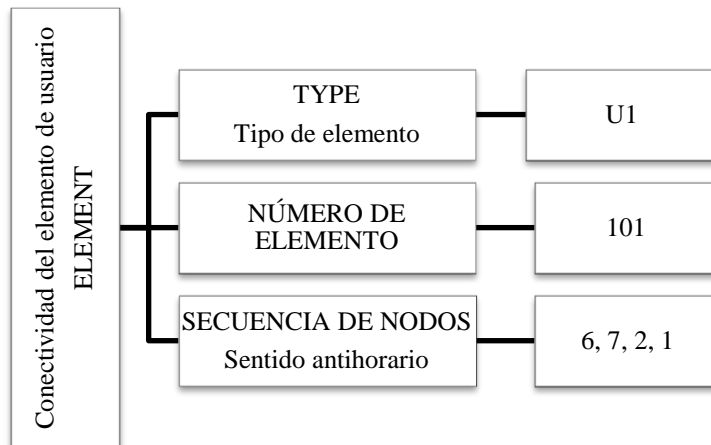 Conectividad del elemento de usuario
ELEMENT
TYPE
Tipo de elemento
U1
NÚMERO DE
ELEMENTO
101
SECUENCIA DE NODOS
Sentido antihorario
6, 7, 2, 1